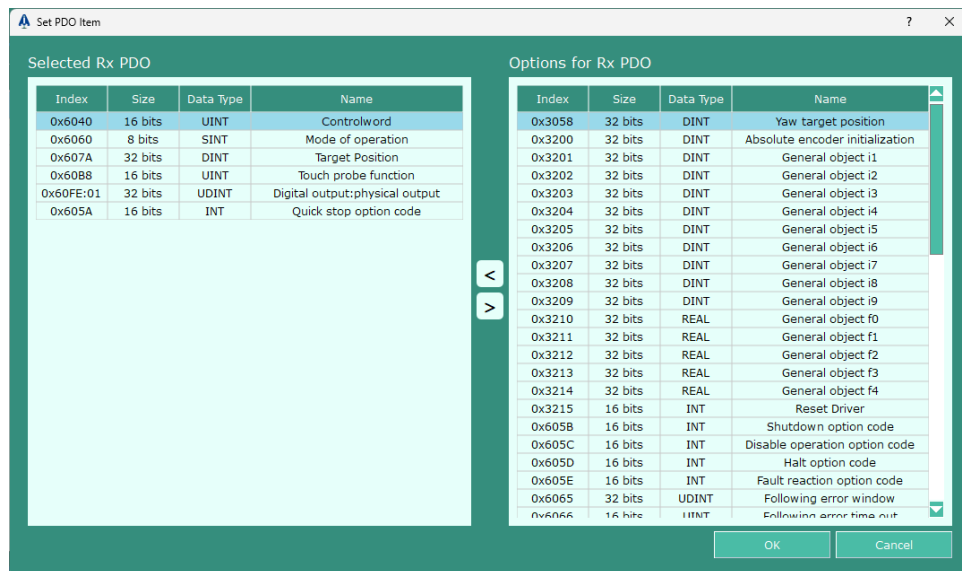 Set PDO Item ? ×
Selected Rx PDO
Index Size Data Type Name
0x6040 16 bits UINT Controlword
0x6060 8 bits SINT Mode of operation
0x607A 32 bits DINT Target Position
0x60B8 16 bits UINT Touch probe function
0x60FE:01 32 bits UDINT Digital output:physical output
0x605A 16 bits INT Quick stop option code
<
>
Options for Rx PDO
Index Size Data Type Name
0x3058 32 bits DINT Yaw target position
0x3200 32 bits DINT Absolute encoder initialization
0x3201 32 bits DINT General object i1
0x3202 32 bits DINT General object i2
0x3203 32 bits DINT General object i3
0x3204 32 bits DINT General object i4
0x3205 32 bits DINT General object i5
0x3206 32 bits DINT General object i6
0x3207 32 bits DINT General object i7
0x3208 32 bits DINT General object i8
0x3209 32 bits DINT General object i9
0x3210 32 bits REAL General object f0
0x3211 32 bits REAL General object f1
0x3212 32 bits REAL General object f2
0x3213 32 bits REAL General object f3
0x3214 32 bits REAL General object f4
0x3215 16 bits INT Reset Driver
0x605B 16 bits INT Shutdown option code
0x605C 16 bits INT Disable operation option code
0x605D 16 bits INT Halt option code
0x605E 16 bits INT Fault reaction option code
0x6065 32 bits UDINT Following error window
0x6066 16 bits UINT Following error time out
OK Cancel